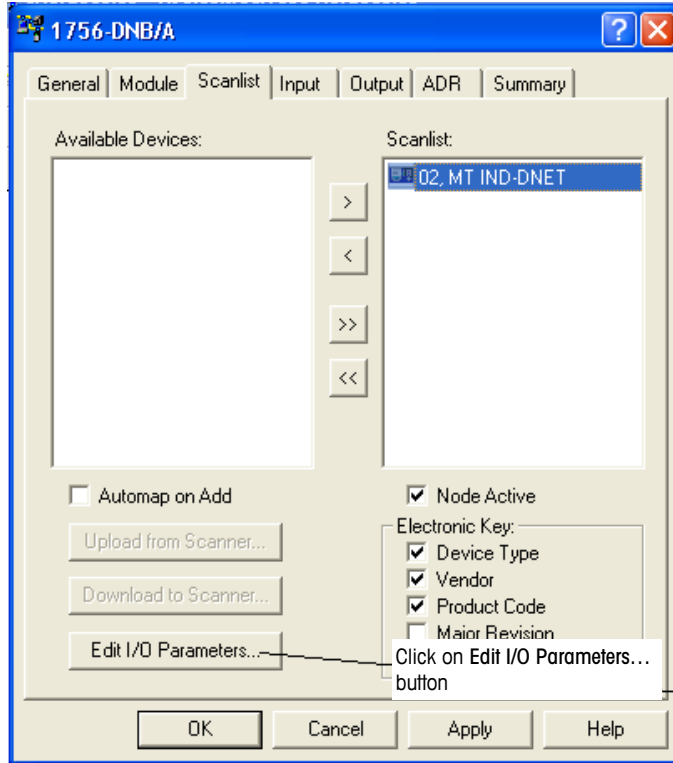 1756-DNB/A
General Module Scanlist Input Output ADR Summary
Available Devices:
Scanlist:
02, MT IND-DNET
>
<
>>
<<
Automap on Add
Node Active
Upload from Scanner...
Electronic Key:
Device Type
Download to Scanner...
Vendor
Product Code
Edit I/O Parameters...
Major Revision
Click on Edit I/O Parameters...
button
OK Cancel Apply Help